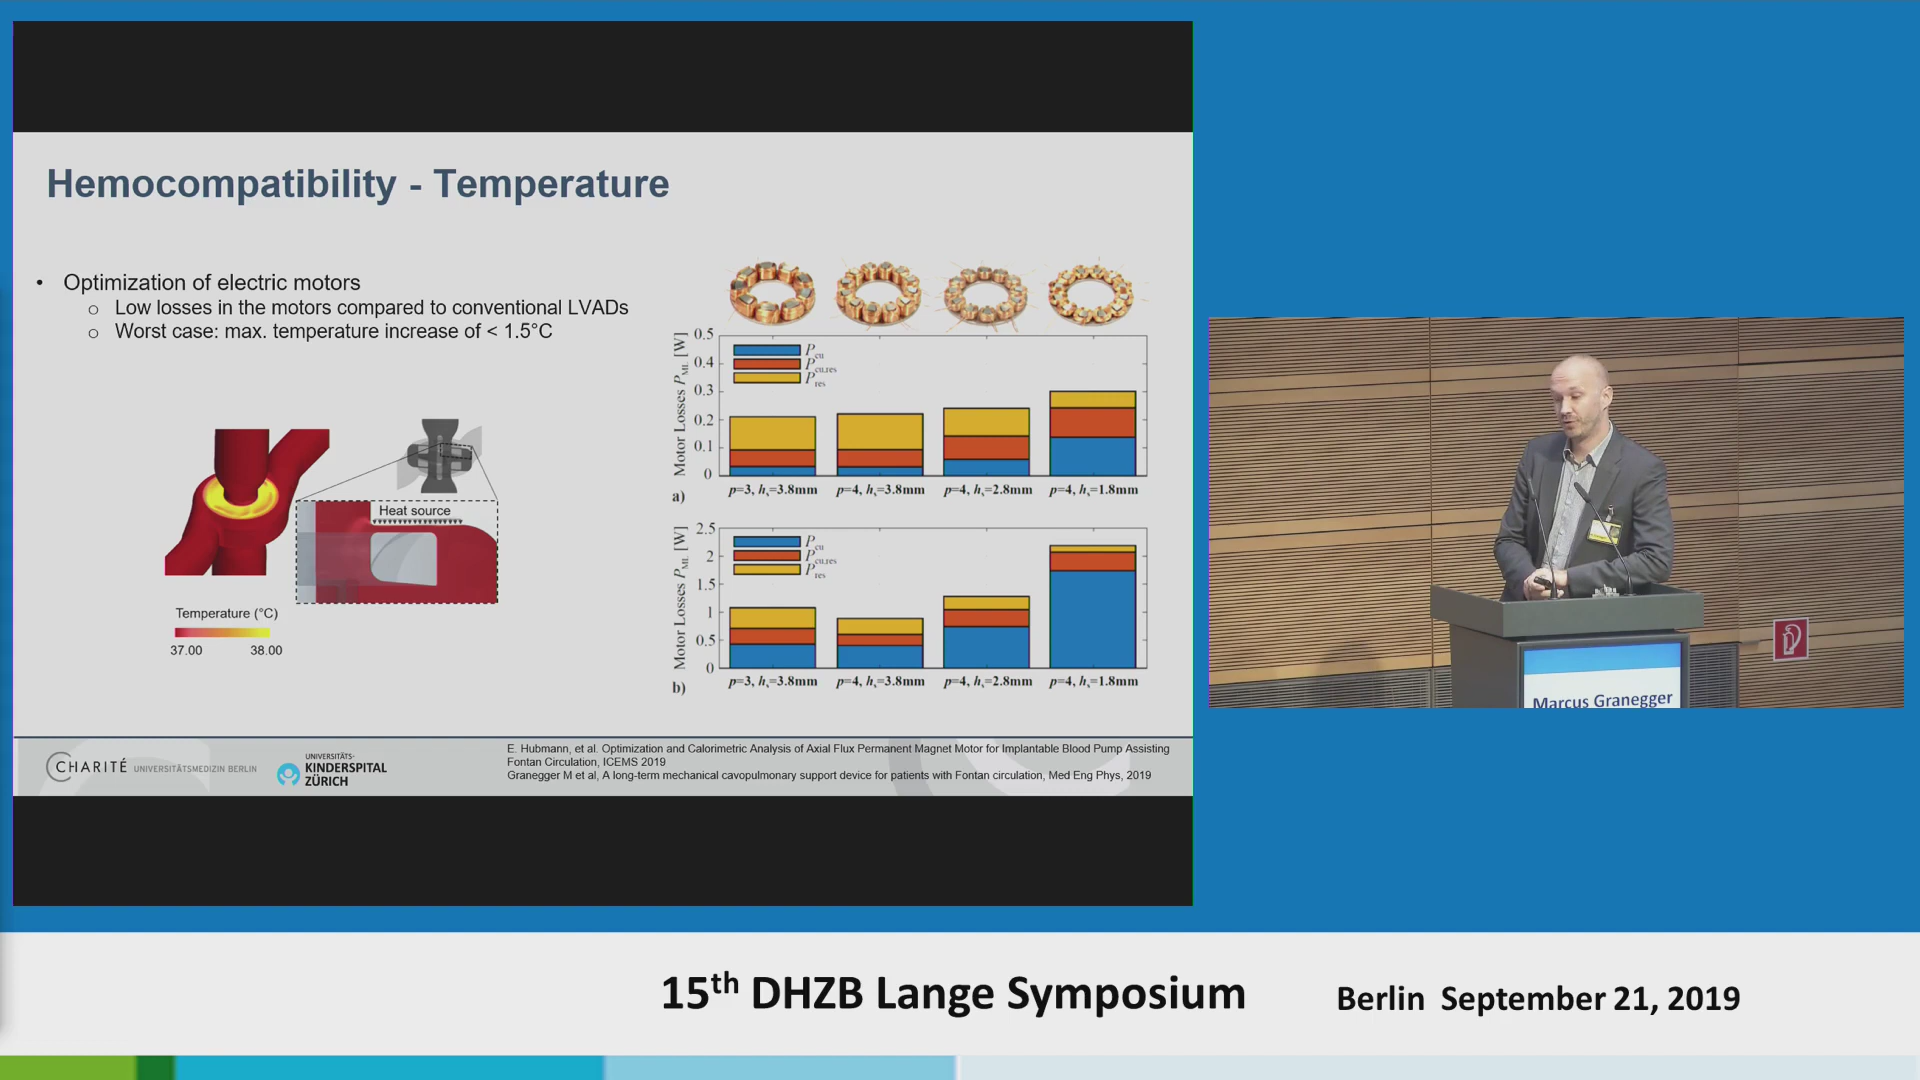 Hemocompatibility - Temperature
• Optimization of electric motors
o Low losses in the motors compared to conventional LVADs
o Worst case: max. temperature increase of < 1.5°C
Heat source
Temperature (°C)
37.00 38.00
Motor Losses P_ML [W]
0.5
0.4
0.3
0.2
0.1
0
P_cu
P_cu,res
P_res
p=3, h_s=3.8mm p=4, h_s=3.8mm p=4, h_s=2.8mm p=4, h_s=1.8mm
a)
Motor Losses P_ML [W]
2.5
2
1.5
1
0.5
0
P_cu
P_cu,res
P_res
p=3, h_s=3.8mm p=4, h_s=3.8mm p=4, h_s=2.8mm p=4, h_s=1.8mm
b)
CHARITÉ UNIVERSITÄTSMEDIZIN BERLIN
UNIVERSITÄTS-
KINDERSPITAL
ZÜRICH
E. Hubmann, et al. Optimization and Calorimetric Analysis of Axial Flux Permanent Magnet Motor for Implantable Blood Pump Assisting
Fontan Circulation, ICEMS 2019
Granegger M et al, A long-term mechanical cavopulmonary support device for patients with Fontan circulation, Med Eng Phys, 2019
Marcus Granegger
15th DHZB Lange Symposium
Berlin September 21, 2019